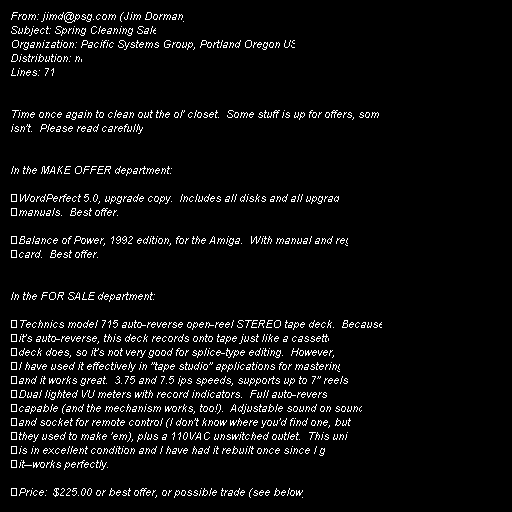 From: jimd@psg.com (Jim Dorman
Subject: Spring Cleaning Sale
Organization: Pacific Systems Group, Portland Oregon US
Distribution: n
Lines: 71
Time once again to clean out the ol' closet. Some stuff is up for offers, som
isn't. Please read carefully
In the MAKE OFFER department:
WordPerfect 5.0, upgrade copy. Includes all disks and all upgrad
manuals. Best offer.
Balance of Power, 1992 edition, for the Amiga. With manual and reg
card. Best offer.
In the FOR SALE department:
Technics model 715 auto-reverse open-reel STEREO tape deck. Because
it's auto-reverse, this deck records onto tape just like a cassett
deck does, so it's not very good for splice-type editing. However,
I have used it effectively in "tape studio" applications for mastering
and it works great. 3.75 and 7.5 ips speeds, supports up to 7" reels
Dual lighted VU meters with record indicators. Full auto-revers
capable (and the mechanism works, too!). Adjustable sound on sound
and socket for remote control (I don't know where you'd find one, but
they used to make 'em), plus a 110VAC unswitched outlet. This uni
is in excellent condition and I have had it rebuilt once since I g
it--works perfectly.
Price: $225.00 or best offer, or possible trade (see below